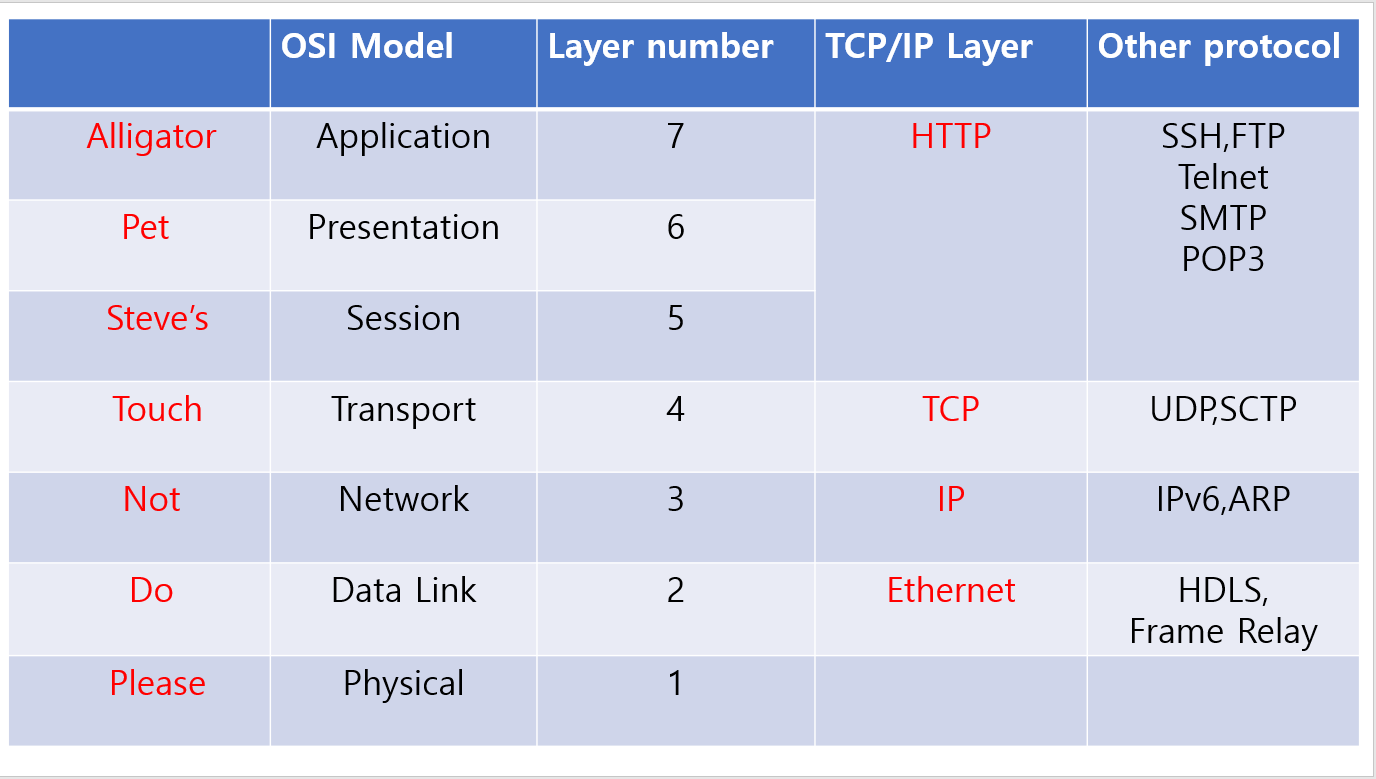 OSI Model Layer number TCP/IP Layer Other protocol
Alligator Application 7 HTTP SSH,FTP
Telnet
SMTP
POP3
Pet Presentation 6
Steve’s Session 5
Touch Transport 4 TCP UDP,SCTP
Not Network 3 IP IPv6,ARP
Do Data Link 2 Ethernet HDLS,
Frame Relay
Please Physical 1